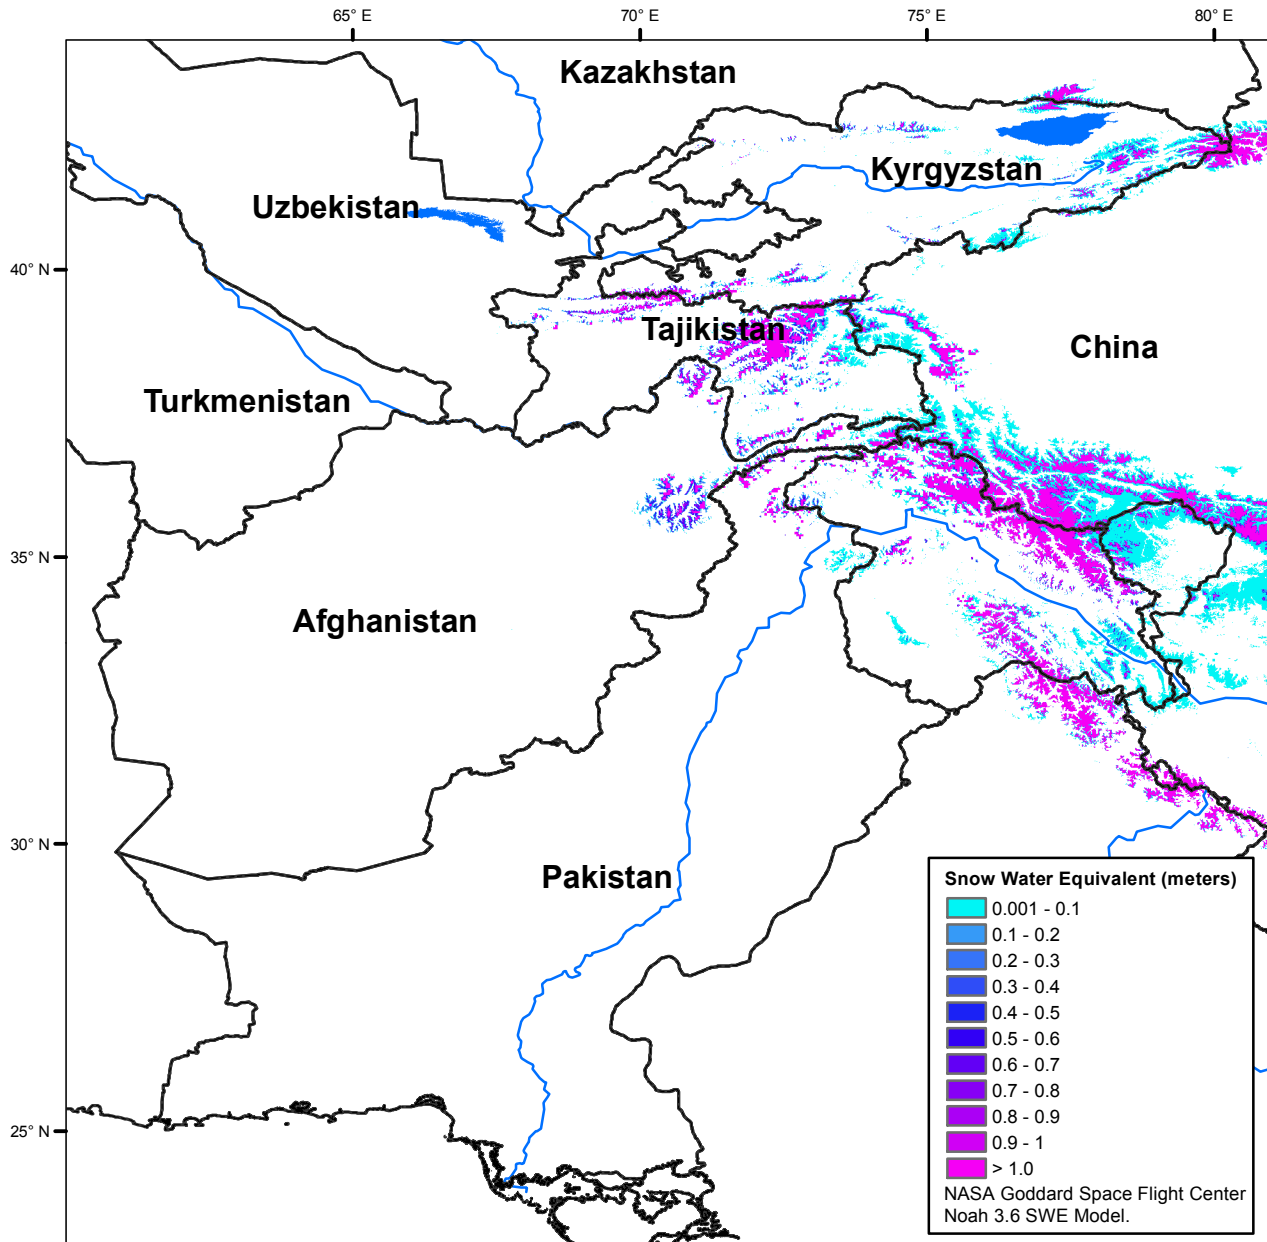 65° E
70° E
75° E
80° E
Kazakhstan
Kyrgyzstan
Uzbekistan
40° N
Tajikistan
China
Turkmenistan
35° N
Afghanistan
30° N
Pakistan
25° N
Snow Water Equivalent (meters)
0.001 - 0.1
0.1 - 0.2
0.2 - 0.3
0.3 - 0.4
0.4 - 0.5
0.5 - 0.6
0.6 - 0.7
0.7 - 0.8
0.8 - 0.9
0.9 - 1
> 1.0
NASA Goddard Space Flight Center
Noah 3.6 SWE Model.